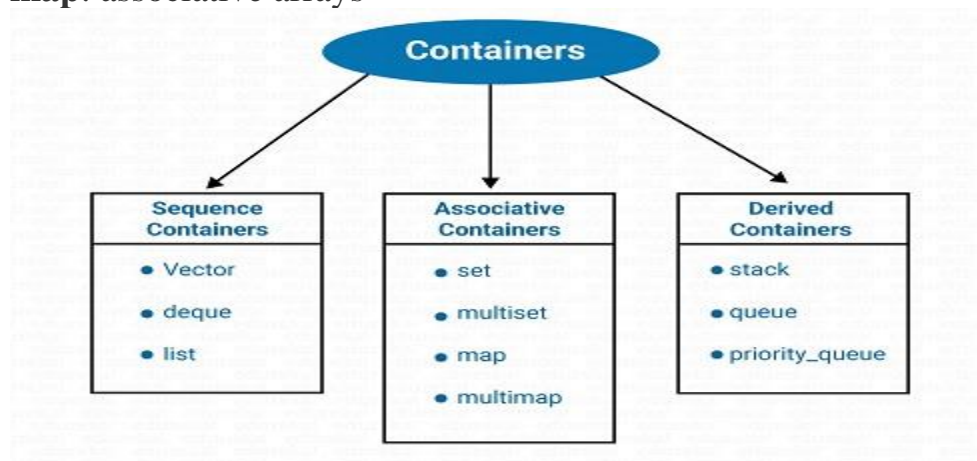 map: associative arrays
Containers
Sequence
Containers
• Vector
• deque
• list
Associative
Containers
• set
• multiset
• map
• multimap
Derived
Containers
• stack
• queue
• priority_queue